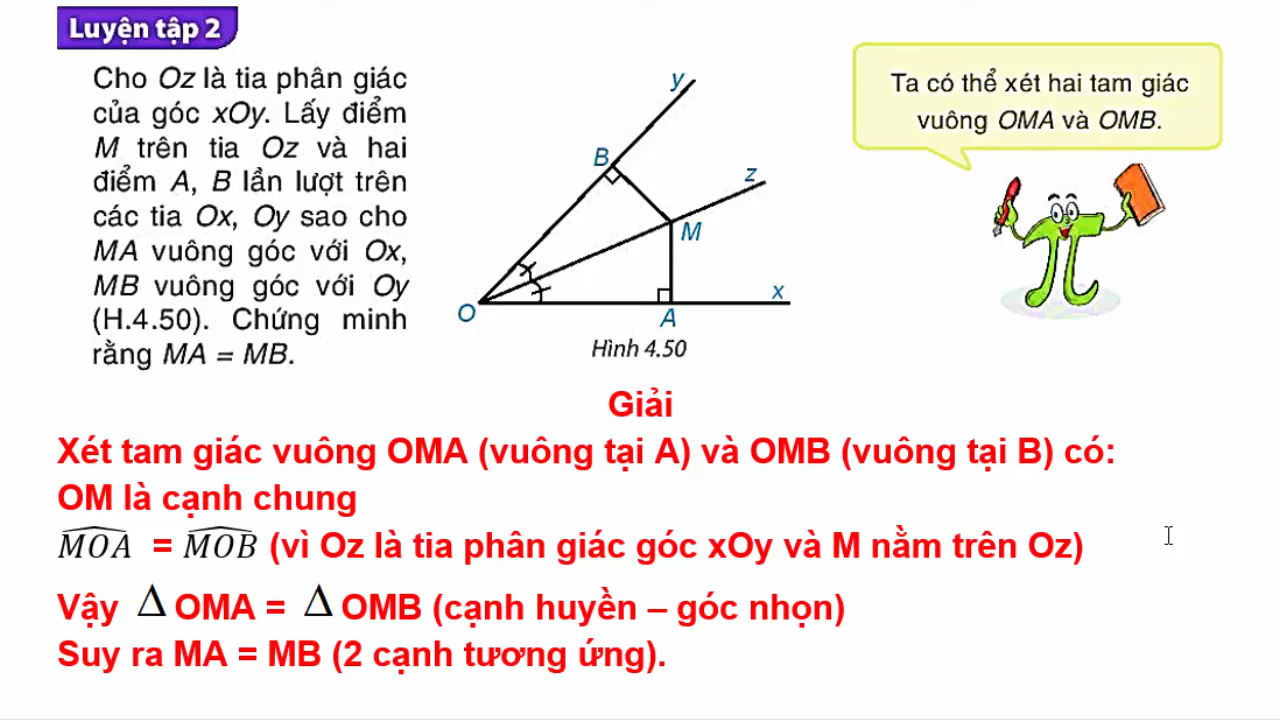 Luyện tập 2
Cho Oz là tia phân giác
của góc xOy. Lấy điểm
M trên tia Oz và hai
điểm A, B lần lượt trên
các tia Ox, Oy sao cho
MA vuông góc với Ox,
MB vuông góc với Oy
(H.4.50). Chứng minh
rằng MA = MB.
y
B
z
M
O
A
x
Hình 4.50
Ta có thể xét hai tam giác
vuông OMA và OMB.
Giải
Xét tam giác vuông OMA (vuông tại A) và OMB (vuông tại B) có:
OM là cạnh chung
\widehat{MOA} = \widehat{MOB} (vì Oz là tia phân giác góc xOy và M nằm trên Oz)
Vậy Δ OMA = Δ OMB (cạnh huyền – góc nhọn)
Suy ra MA = MB (2 cạnh tương ứng).